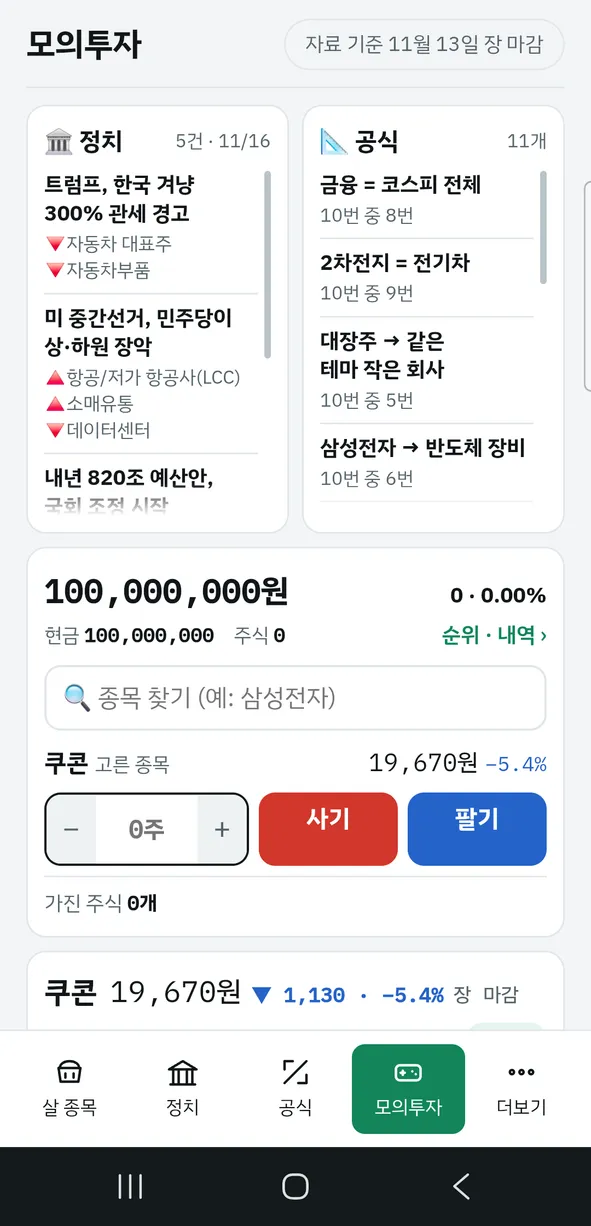 모의투자
자료 기준 11월 13일 장 마감
🏛️ 정치 5건 · 11/16
트럼프, 한국 겨냥
300% 관세 경고
🔻자동차 대표주
🔻자동차부품
미 중간선거, 민주당이
상·하원 장악
🔺항공/저가 항공사(LCC)
🔺소매유통
🔻데이터센터
내년 820조 예산안,
국회 조정 시작
📐 공식 11개
금융 = 코스피 전체
10번 중 8번
2차전지 = 전기차
10번 중 9번
대장주 → 같은
테마 작은 회사
10번 중 5번
삼성전자 → 반도체 장비
10번 중 6번
100,000,000원 0 · 0.00%
현금 100,000,000 주식 0 순위 · 내역 ›
🔍 종목 찾기 (예: 삼성전자)
쿠콘 고른 종목 19,670원 −5.4%
− 0주 + 사기 팔기
가진 주식 0개
쿠콘 19,670원 ▼ 1,130 · −5.4% 장 마감
살 종목 정치 공식 모의투자 더보기